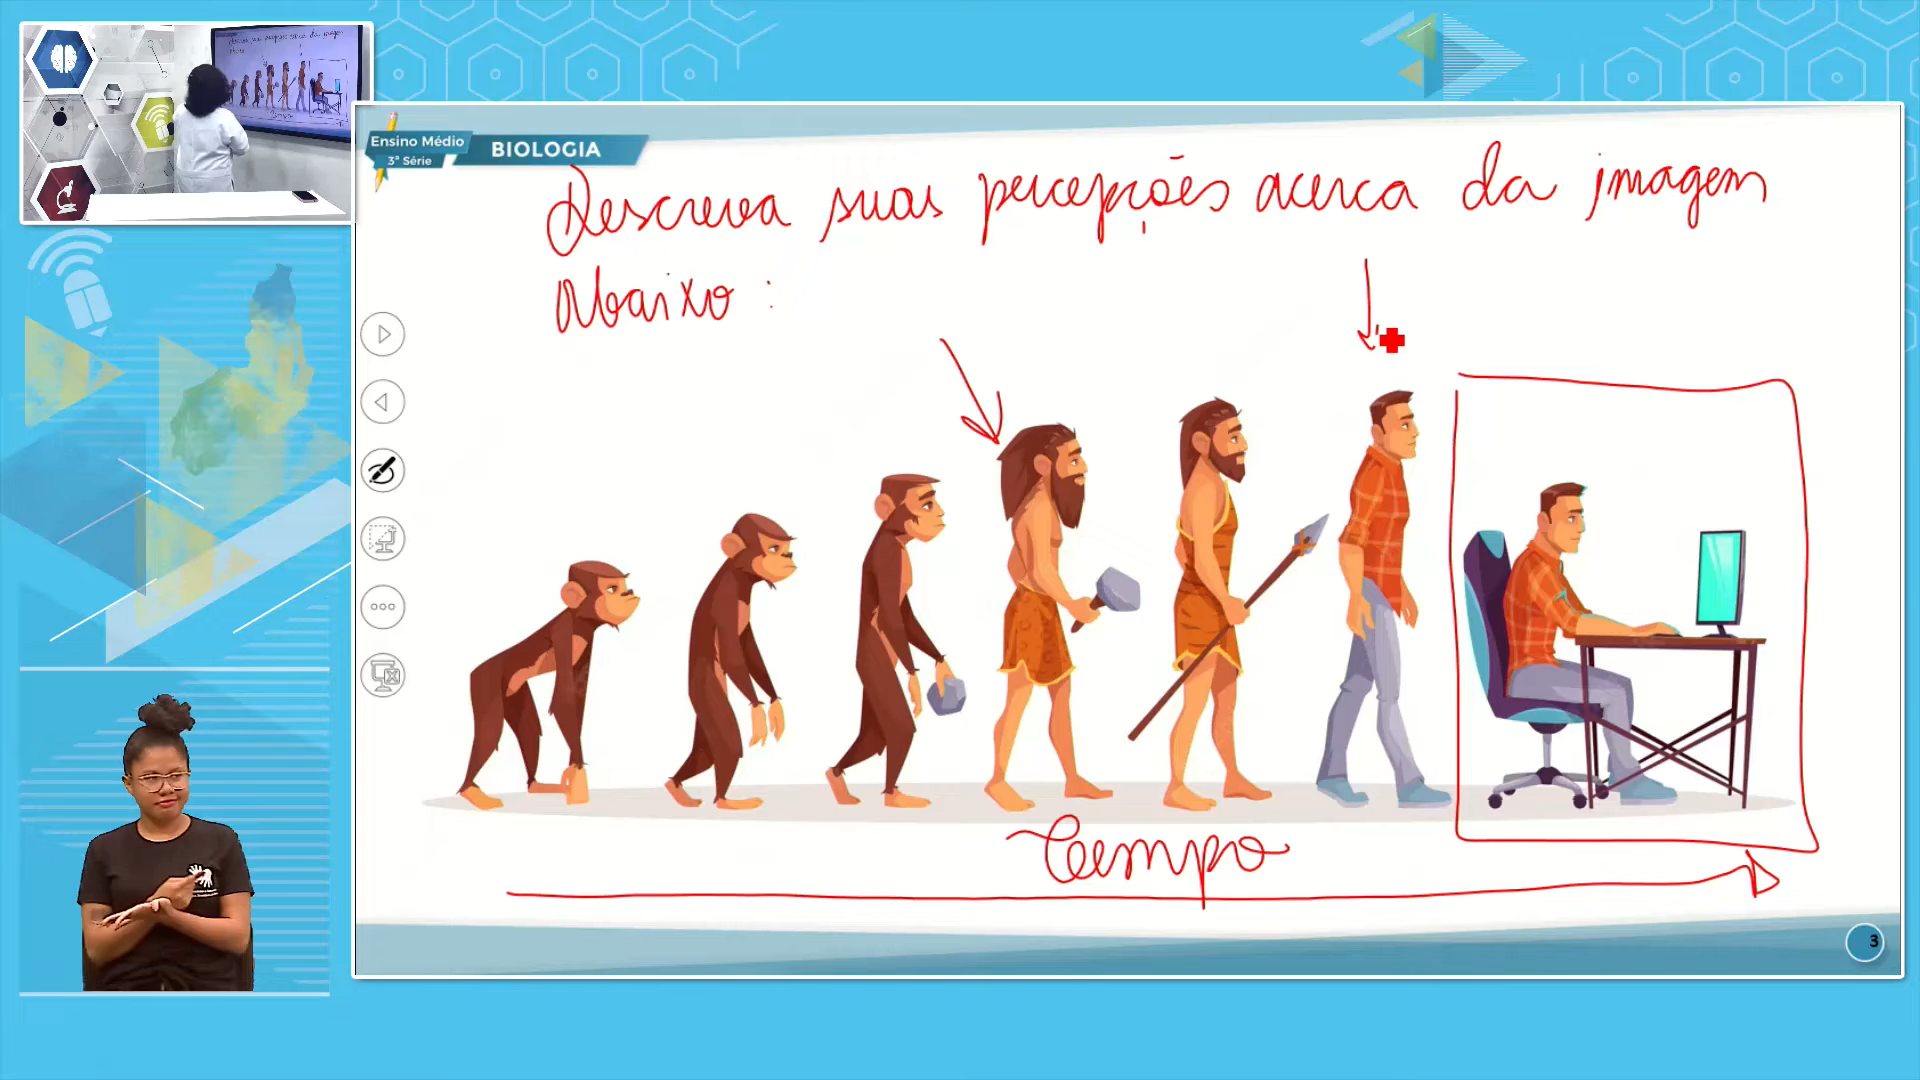 Ensino Médio
3ª Série
BIOLOGIA
Descreva suas percepções acerca da imagem
Abaixo:
Tempo
3